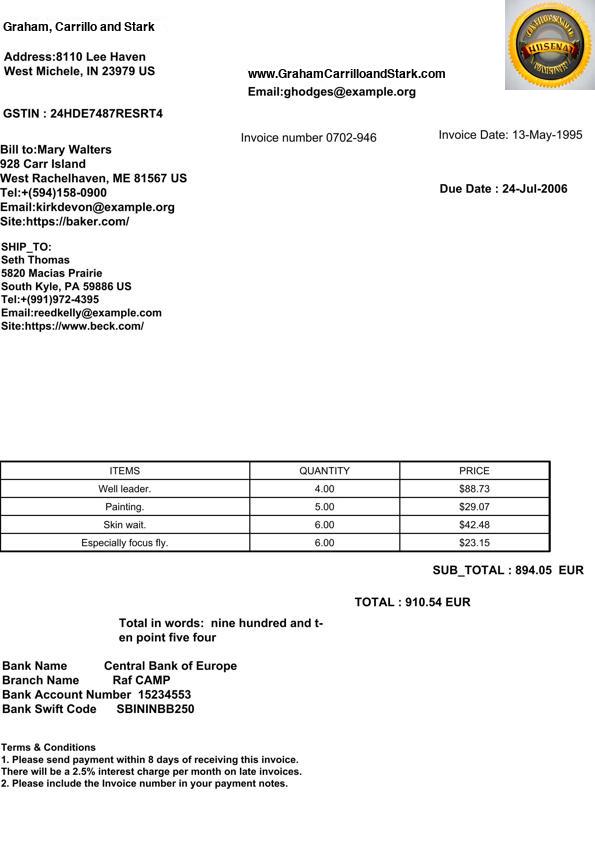 Graham, Carrillo and Stark
Address:8110 Lee Haven
West Michele, IN 23979 US
www.GrahamCarrilloandStark.com
Email:ghodges@example.org
GSTIN : 24HDE7487RESRT4
Invoice number 0702-946
Invoice Date: 13-May-1995
Due Date : 24-Jul-2006
Bill to:Mary Walters
928 Carr Island
West Rachelhaven, ME 81567 US
Tel:+(594)158-0900
Email:kirkdevon@example.org
Site:https://baker.com/
SHIP_TO:
Seth Thomas
5820 Macias Prairie
South Kyle, PA 59886 US
Tel:+(991)972-4395
Email:reedkelly@example.com
Site:https://www.beck.com/
ITEMS QUANTITY PRICE
Well leader. 4.00 $88.73
Painting. 5.00 $29.07
Skin wait. 6.00 $42.48
Especially focus fly. 6.00 $23.15
SUB_TOTAL : 894.05 EUR
TOTAL : 910.54 EUR
Total in words: nine hundred and t-
en point five four
Bank Name Central Bank of Europe
Branch Name Raf CAMP
Bank Account Number 15234553
Bank Swift Code SBININBB250
Terms & Conditions
1. Please send payment within 8 days of receiving this invoice.
There will be a 2.5% interest charge per month on late invoices.
2. Please include the Invoice number in your payment notes.